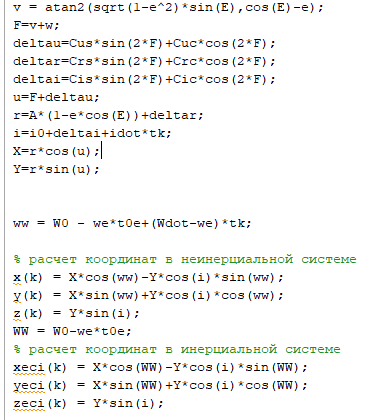 v = atan2(sqrt(1-e^2)*sin(E),cos(E)-e);
F=v+w;
deltau=Cus*sin(2*F)+Cuc*cos(2*F);
deltar=Crs*sin(2*F)+Crc*cos(2*F);
deltai=Cis*sin(2*F)+Cic*cos(2*F);
u=F+deltau;
r=A*(1-e*cos(E))+deltar;
i=i0+deltai+idot*tk;
X=r*cos(u);
Y=r*sin(u);
ww = W0 - we*t0e+(Wdot-we)*tk;
% расчет координат в неинерциальной системе
x(k) = X*cos(ww)-Y*cos(i)*sin(ww);
y(k) = X*sin(ww)+Y*cos(i)*cos(ww);
z(k) = Y*sin(i);
WW = W0-we*t0e;
% расчет координат в инерциальной системе
xeci(k) = X*cos(WW)-Y*cos(i)*sin(WW);
yeci(k) = X*sin(WW)+Y*cos(i)*cos(WW);
zeci(k) = Y*sin(i);